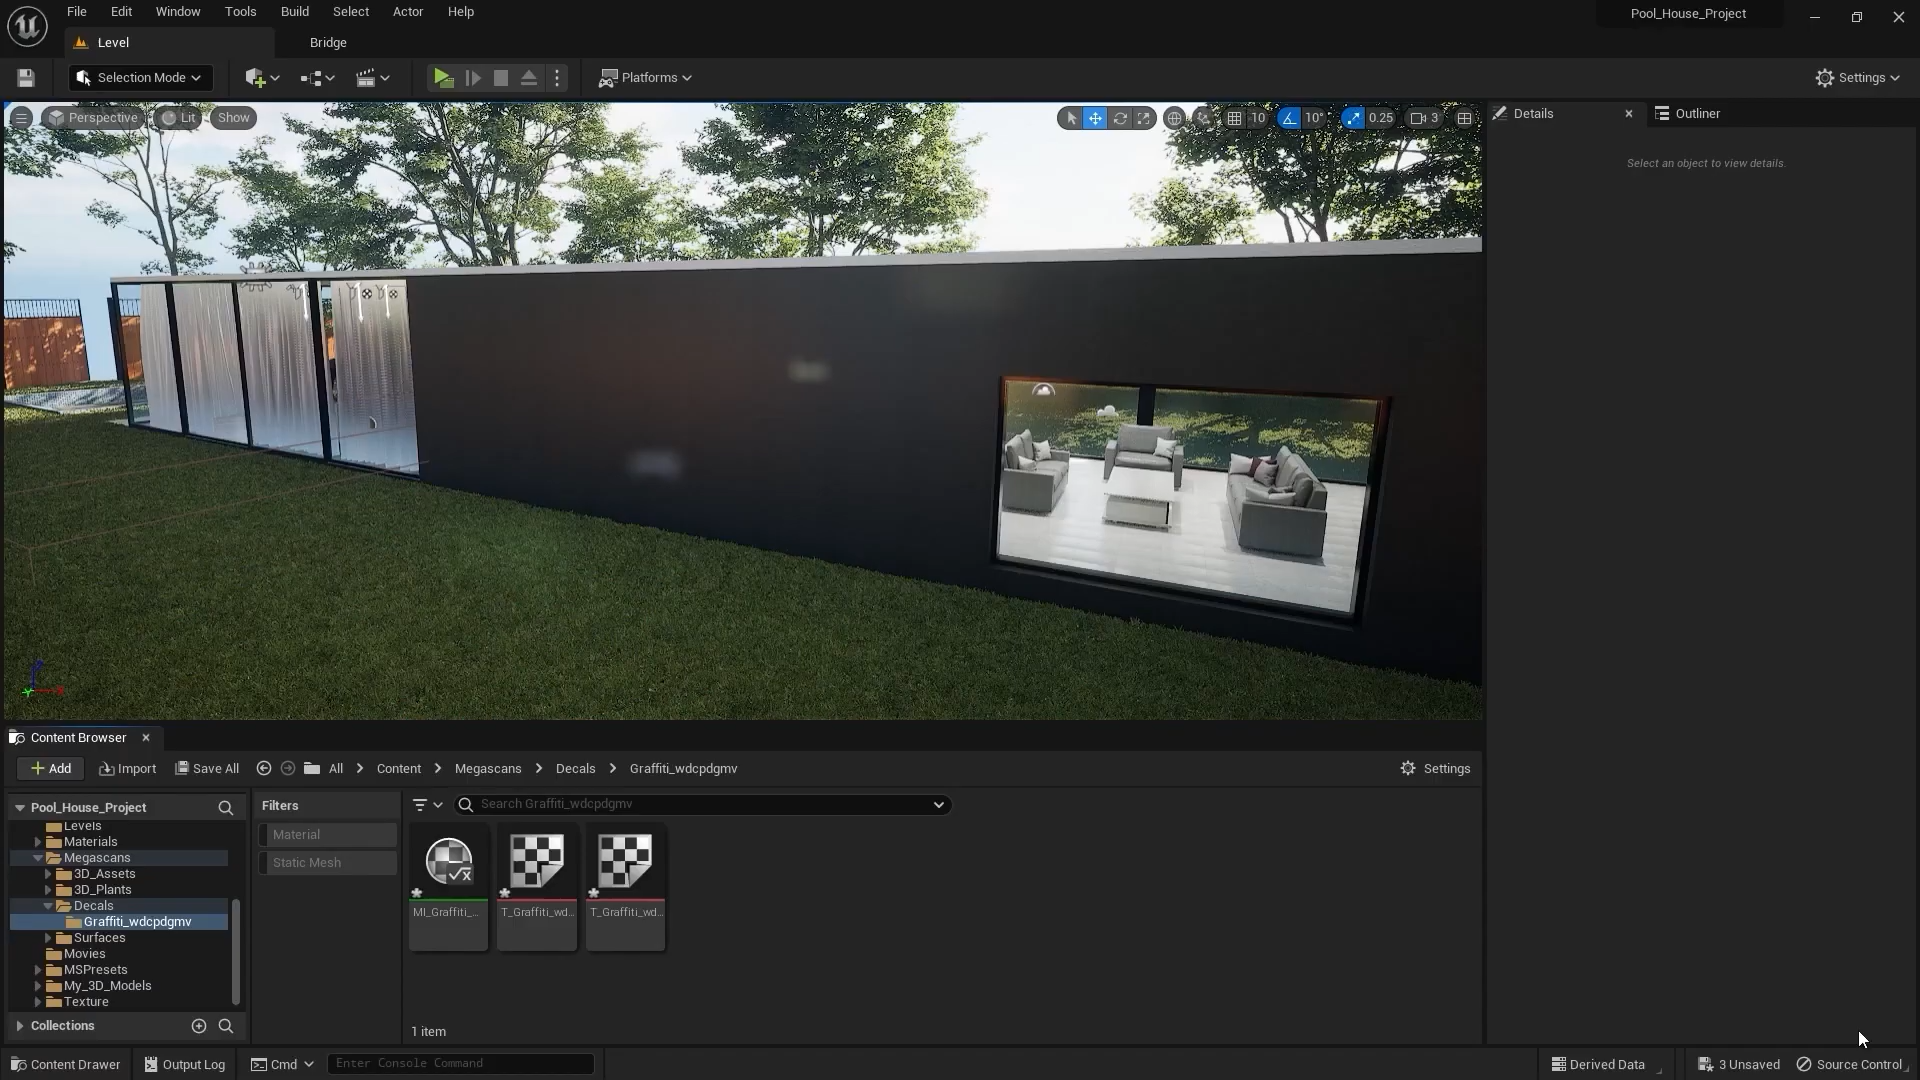 File Edit Window Tools Build Select Actor Help
Pool_House_Project
Level
Bridge
Selection Mode
Platforms
Settings
Perspective
Lit
Show
10
10°
0.25
3
Details
Outliner
Select an object to view details.
Content Browser
Add
Import
Save All
All
Content
Megascans
Decals
Graffiti_wdcpdgmv
Settings
Pool_House_Project
Levels
Materials
Megascans
3D_Assets
3D_Plants
Decals
Graffiti_wdcpdgmv
Surfaces
Movies
MSPresets
My_3D_Models
Texture
Collections
Filters
Material
Static Mesh
Search Graffiti_wdcpdgmv
MI_Graffiti_...
T_Graffiti_wd...
T_Graffiti_wd...
1 item
Content Drawer
Output Log
Cmd
Enter Console Command
Derived Data
3 Unsaved
Source Control